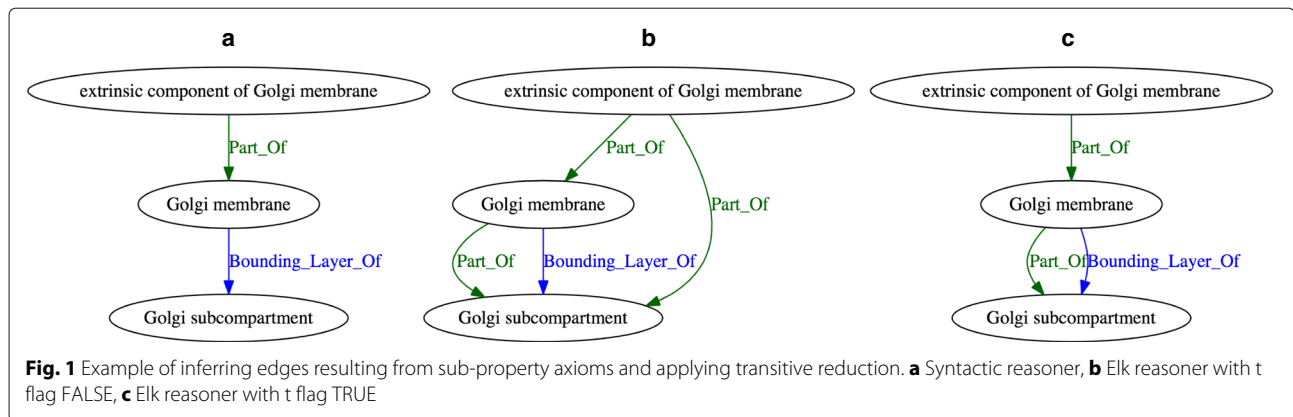 a
b
c
extrinsic component of Golgi membrane
extrinsic component of Golgi membrane
extrinsic component of Golgi membrane
Part_Of
Part_Of
Part_Of
Golgi membrane
Golgi membrane
Part_Of
Golgi membrane
Bounding_Layer_Of
Part_Of
Bounding_Layer_Of
Part_Of
Bounding_Layer_Of
Golgi subcompartment
Golgi subcompartment
Golgi subcompartment
Fig. 1 Example of inferring edges resulting from sub-property axioms and applying transitive reduction. a Syntactic reasoner, b Elk reasoner with t
flag FALSE, c Elk reasoner with t flag TRUE